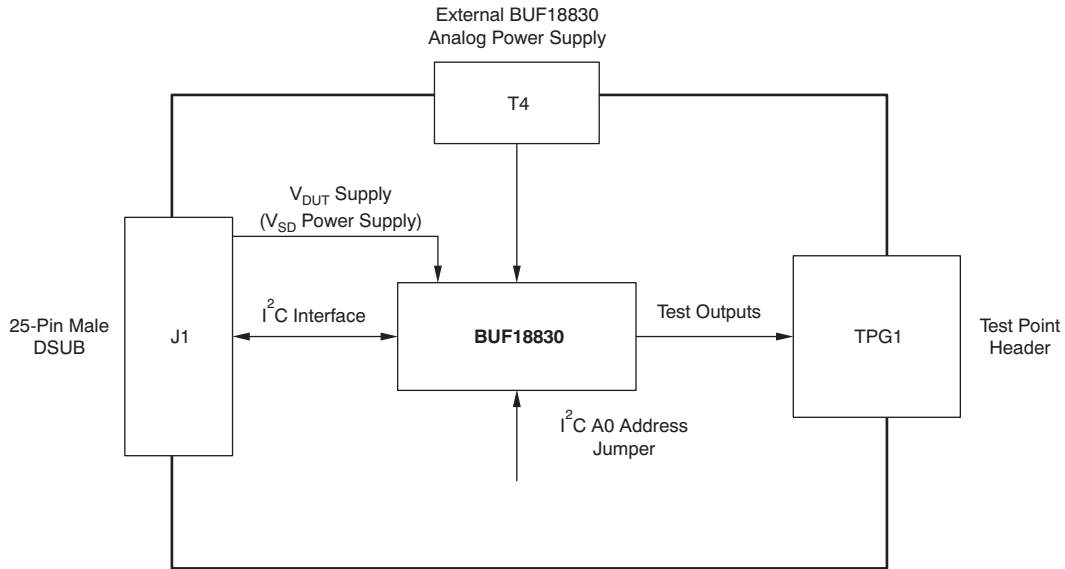 External BUF18830
Analog Power Supply
T4
V_DUT Supply
(V_SD Power Supply)
25-Pin Male
DSUB
J1
I²C Interface
BUF18830
Test Outputs
TPG1
Test Point
Header
I²C A0 Address
Jumper